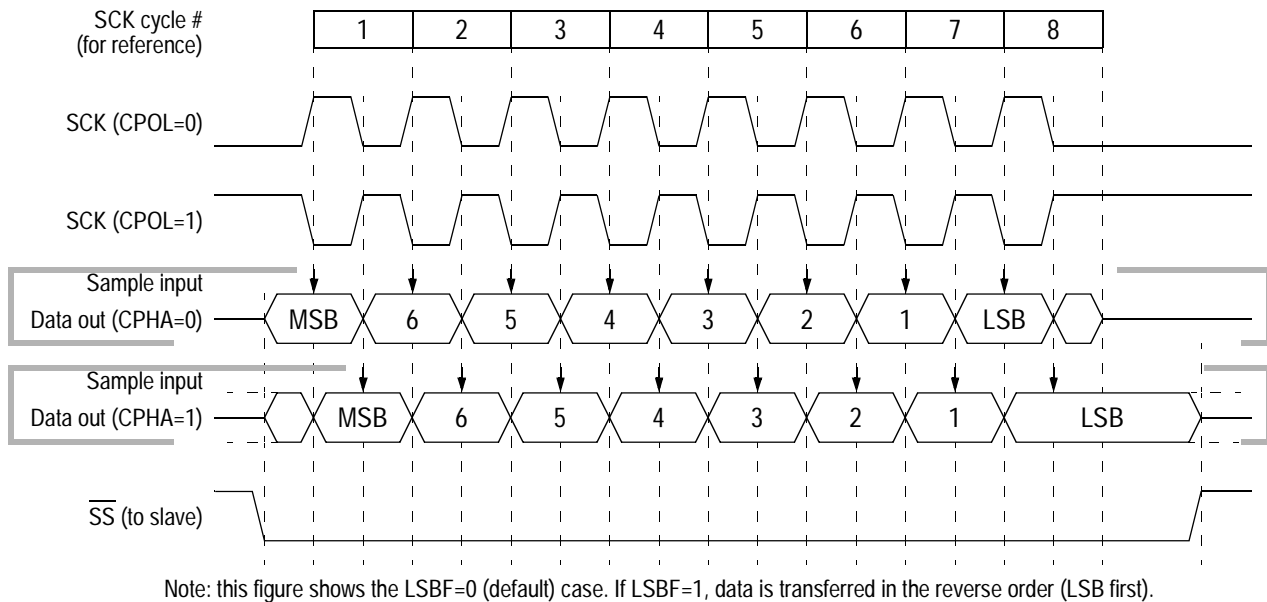 SCK cycle #
(for reference)
1 2 3 4 5 6 7 8
SCK (CPOL=0)
SCK (CPOL=1)
Sample input
Data out (CPHA=0)
MSB 6 5 4 3 2 1 LSB
Sample input
Data out (CPHA=1)
MSB 6 5 4 3 2 1 LSB
SS (to slave)
Note: this figure shows the LSBF=0 (default) case. If LSBF=1, data is transferred in the reverse order (LSB first).